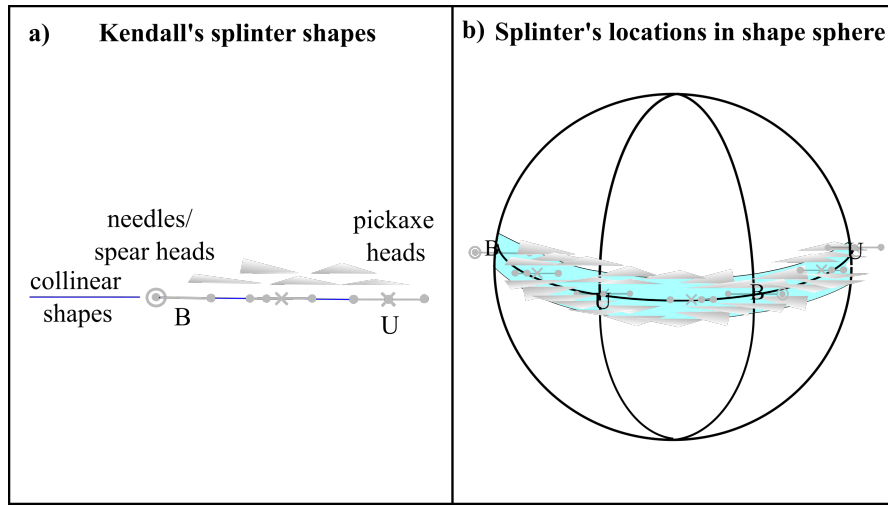 a) Kendall's splinter shapes
needles/
spear heads
pickaxe
heads
collinear
shapes
B
U
b) Splinter's locations in shape sphere
B
U
U
B